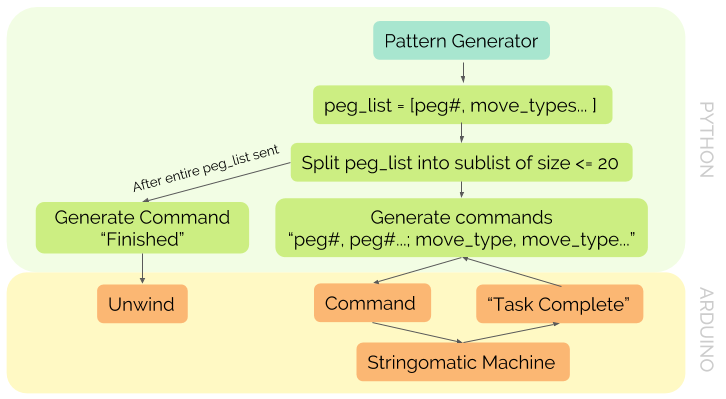 Pattern Generator
peg_list = [peg#, move_types... ]
Split peg_list into sublist of size <= 20
After entire peg_list sent
Generate Command
“Finished”
Generate commands
“peg#, peg#...; move_type, move_type...”
PYTHON
Unwind
Command
“Task Complete”
Stringomatic Machine
ARDUINO